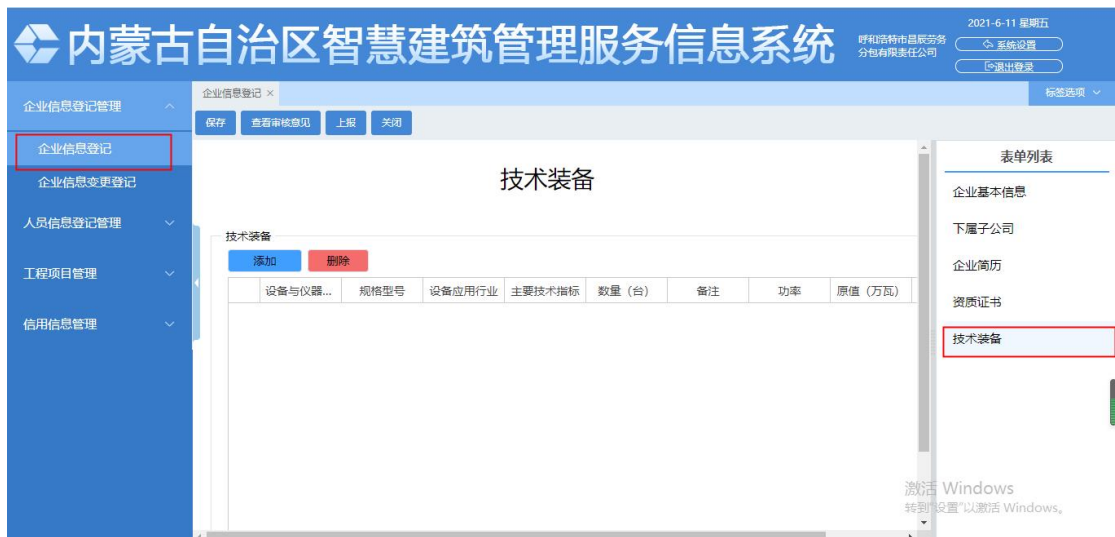 内蒙古自治区智慧建筑管理服务信息系统
呼和浩特市昌辰劳务
分包有限责任公司
2021-6-11 星期五
系统设置
退出登录
企业信息登记管理
企业信息登记
企业信息变更登记
人员信息登记管理
工程项目管理
信用信息管理
企业信息登记 ×
标签选项
保存 查看审核意见 上报 关闭
技术装备
技术装备
添加 删除
设备与仪器... 规格型号 设备应用行业 主要技术指标 数量（台） 备注 功率 原值（万瓦）
表单列表
企业基本信息
下属子公司
企业简历
资质证书
技术装备
激活 Windows
转到"设置"以激活 Windows。